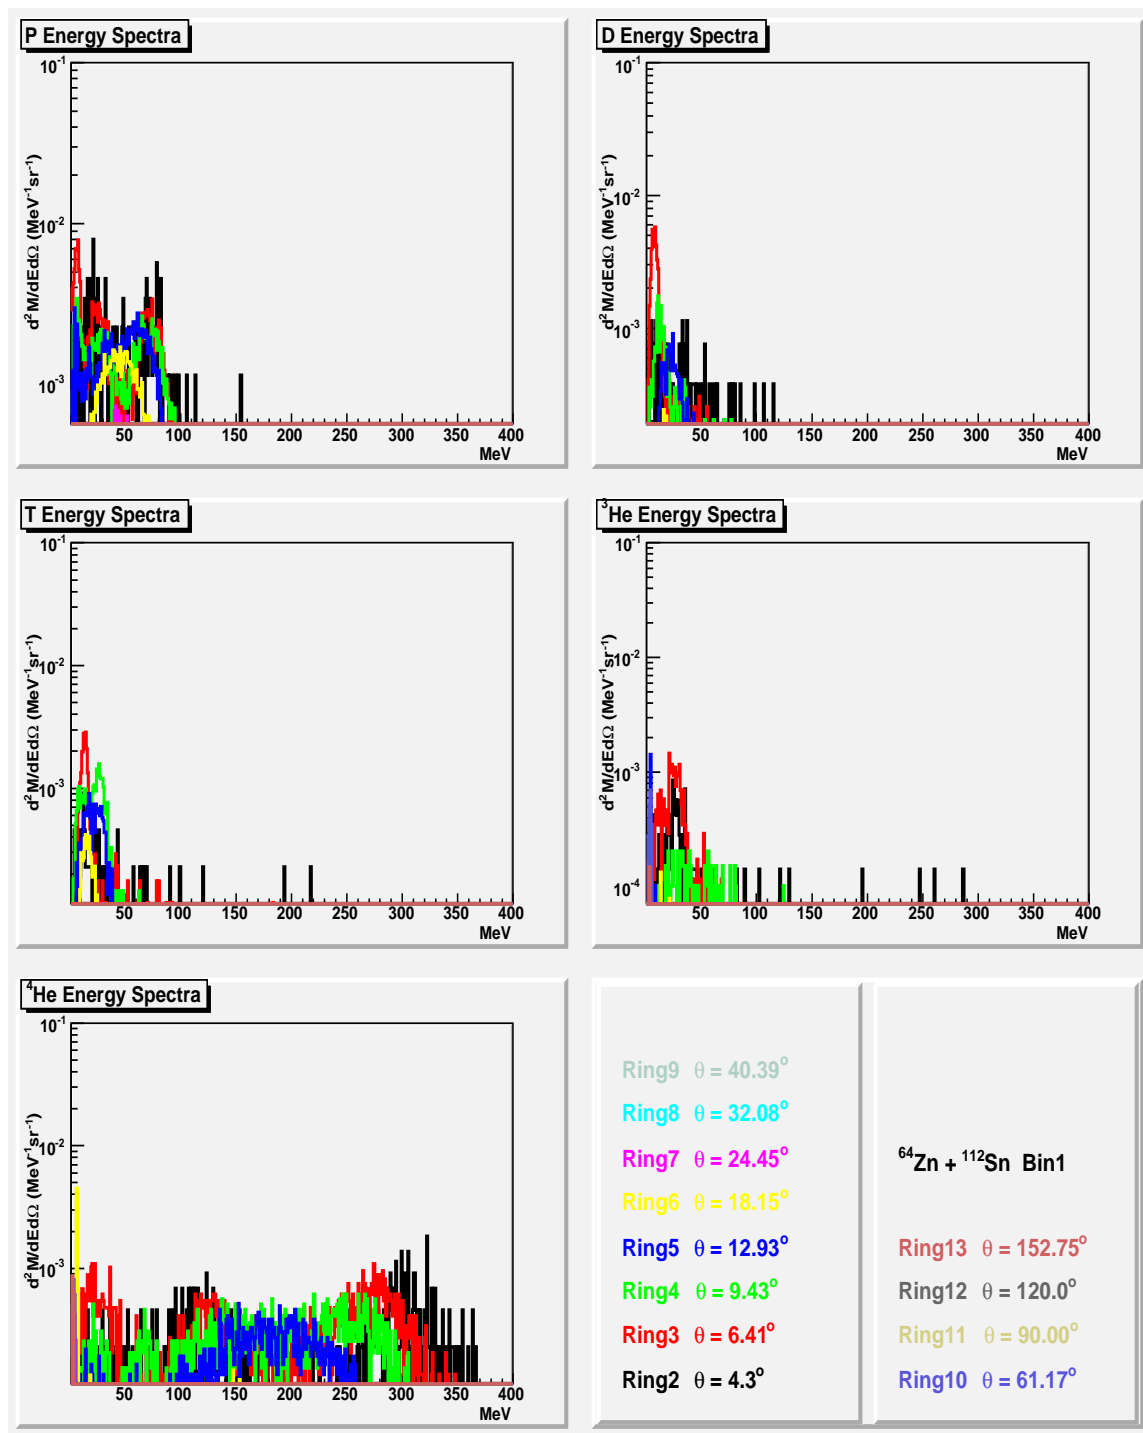 P Energy Spectra
d²M/dEdΩ (MeV⁻¹sr⁻¹)
10⁻¹
10⁻²
10⁻³
50 100 150 200 250 300 350 400
MeV
D Energy Spectra
d²M/dEdΩ (MeV⁻¹sr⁻¹)
10⁻¹
10⁻²
10⁻³
50 100 150 200 250 300 350 400
MeV
T Energy Spectra
d²M/dEdΩ (MeV⁻¹sr⁻¹)
10⁻¹
10⁻²
10⁻³
50 100 150 200 250 300 350 400
MeV
³He Energy Spectra
d²M/dEdΩ (MeV⁻¹sr⁻¹)
10⁻¹
10⁻²
10⁻³
10⁻⁴
50 100 150 200 250 300 350 400
MeV
⁴He Energy Spectra
d²M/dEdΩ (MeV⁻¹sr⁻¹)
10⁻¹
10⁻²
10⁻³
50 100 150 200 250 300 350 400
MeV
Ring9 θ = 40.39°
Ring8 θ = 32.08°
Ring7 θ = 24.45°
Ring6 θ = 18.15°
Ring5 θ = 12.93°
Ring4 θ = 9.43°
Ring3 θ = 6.41°
Ring2 θ = 4.3°
⁶⁴Zn + ¹¹²Sn Bin1
Ring13 θ = 152.75°
Ring12 θ = 120.0°
Ring11 θ = 90.00°
Ring10 θ = 61.17°